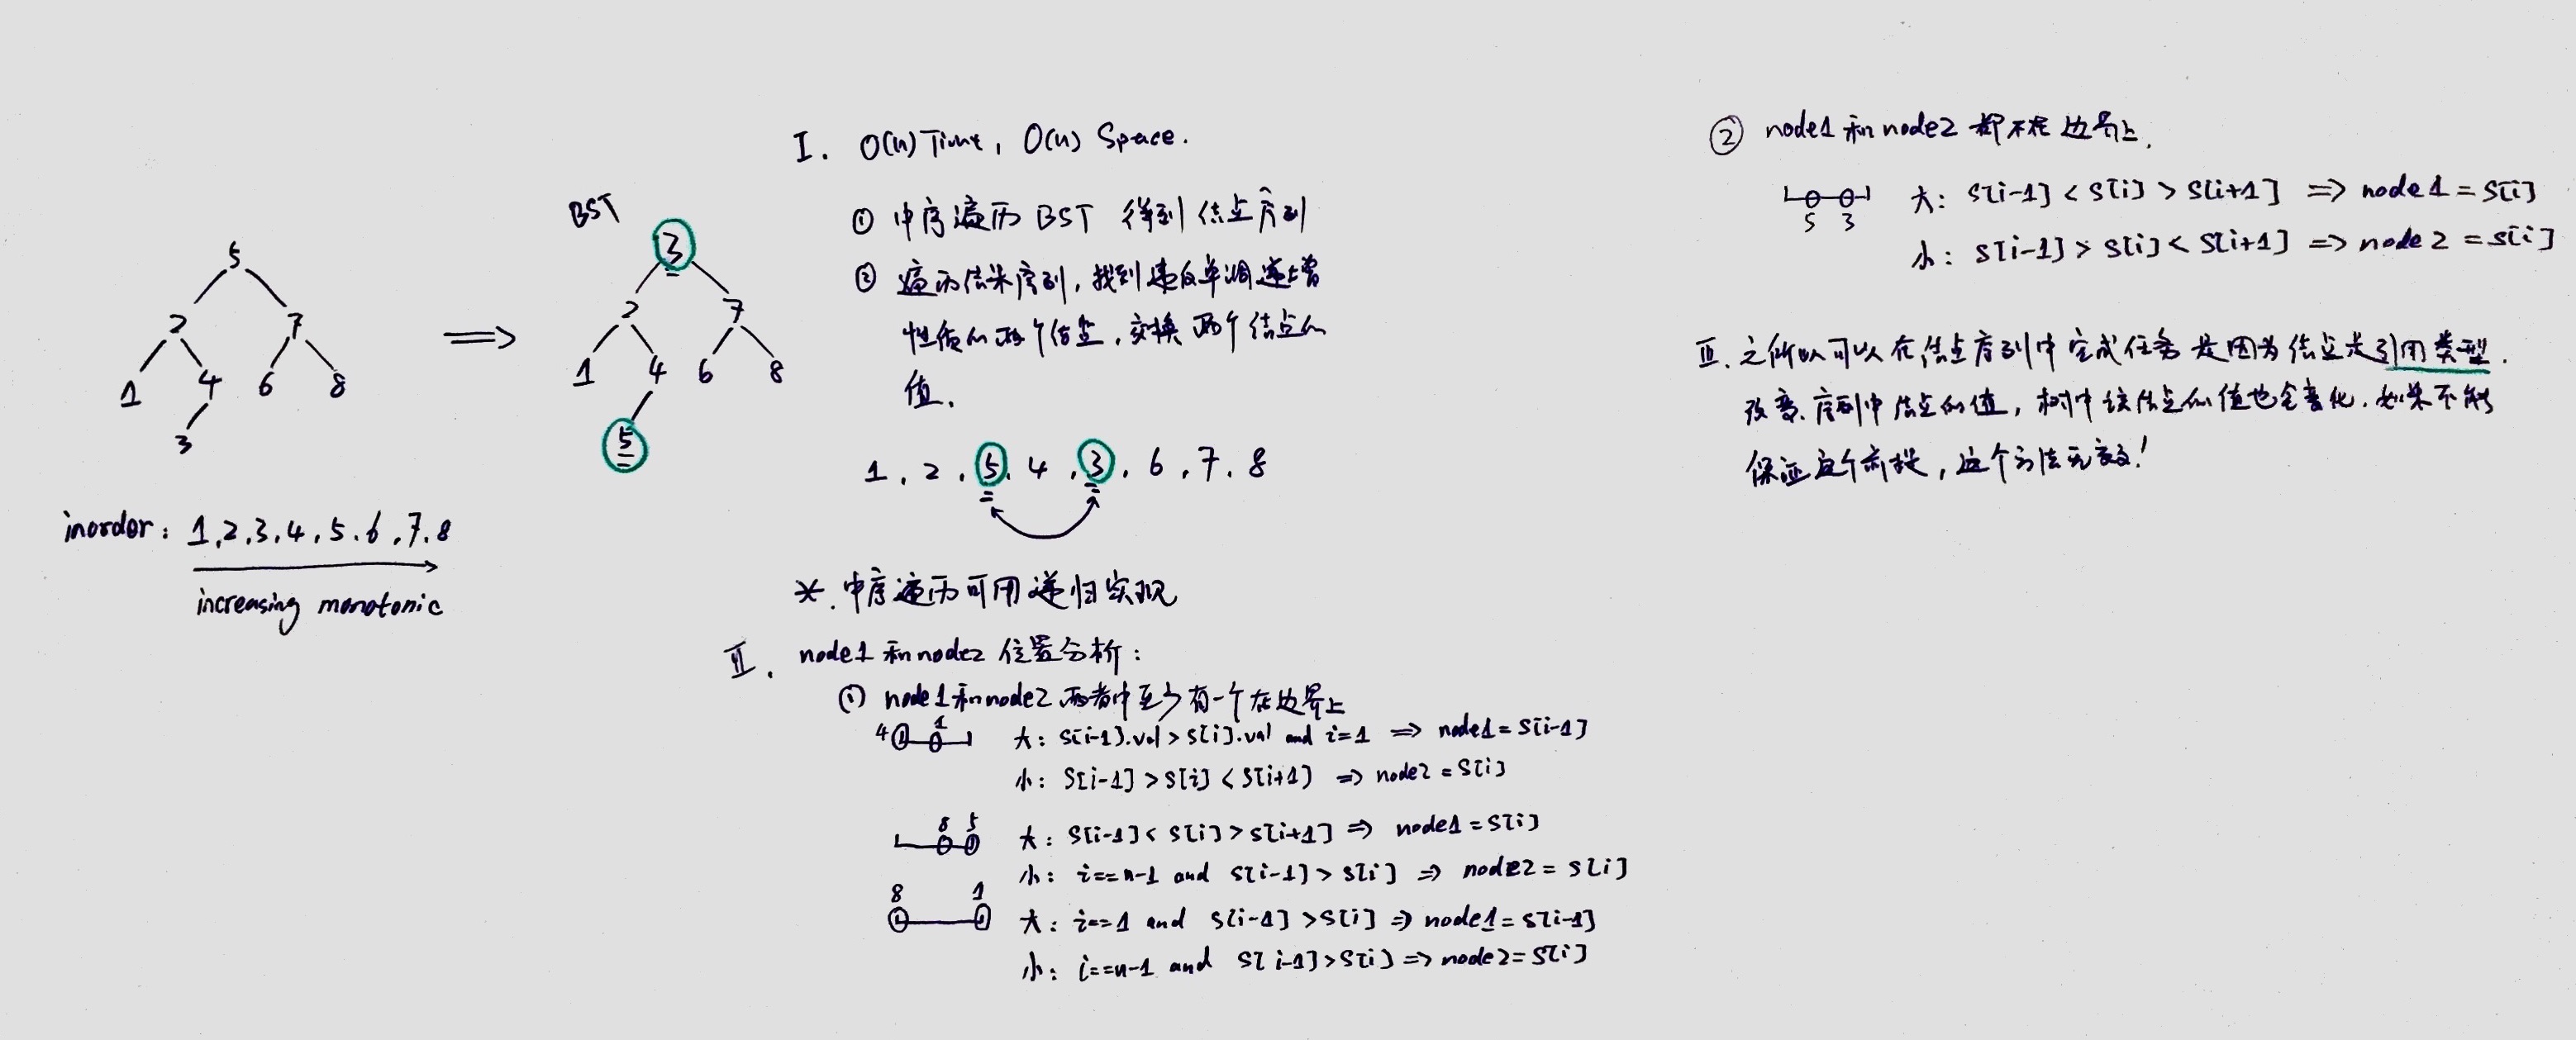 5
2 7
1 4 6 8
3
inorder: 1,2,3,4,5,6,7,8
increasing monotonic
BST
3
2 7
1 4 6 8
5
I. O(n) Time, O(n) Space.
① 中序遍历 BST 得到结点序列
② 遍历结点序列,找到违反单调递增
性质的两个结点,交换两个结点的
值.
1, 2, 5, 4, 3, 6, 7, 8
*. 中序遍历可用递归实现
II. node1 和 node2 位置分析:
① node1 和 node2 两者中至少有一个在边界上
4 1 大: S[i-1].val > S[i].val and i=1 => node1 = S[i-1]
小: S[i-1] > S[i] < S[i+1] => node2 = S[i]
8 5 大: S[i-1] < S[i] > S[i+1] => node1 = S[i]
小: i==n-1 and S[i-1] > S[i] => node2 = S[i]
8 1 大: i==1 and S[i-1] > S[i] => node1 = S[i-1]
小: i==n-1 and S[i-1] > S[i] => node2 = S[i]
② node1 和 node2 都不在边界上.
5 3 大: S[i-1] < S[i] > S[i+1] => node1 = S[i]
小: S[i-1] > S[i] < S[i+1] => node2 = S[i]
III. 之所以可以在结点序列中完成任务是因为结点是引用类型.
改变序列中结点的值,树中该结点的值也会变化.如果不能
保证这个前提,这个方法无效!